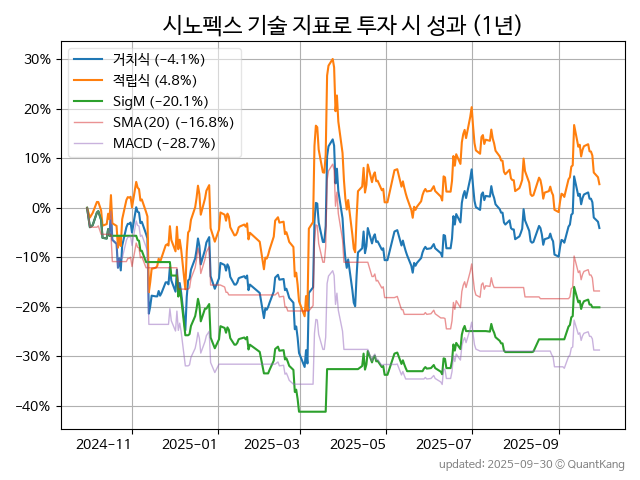 시노펙스 기술 지표로 투자 시 성과 (1년)
거치식 (−4.1%)
적립식 (4.8%)
SigM (−20.1%)
SMA(20) (−16.8%)
MACD (−28.7%)
30%
20%
10%
0%
−10%
−20%
−30%
−40%
2024-11 2025-01 2025-03 2025-05 2025-07 2025-09
updated: 2025-09-30 © QuantKang